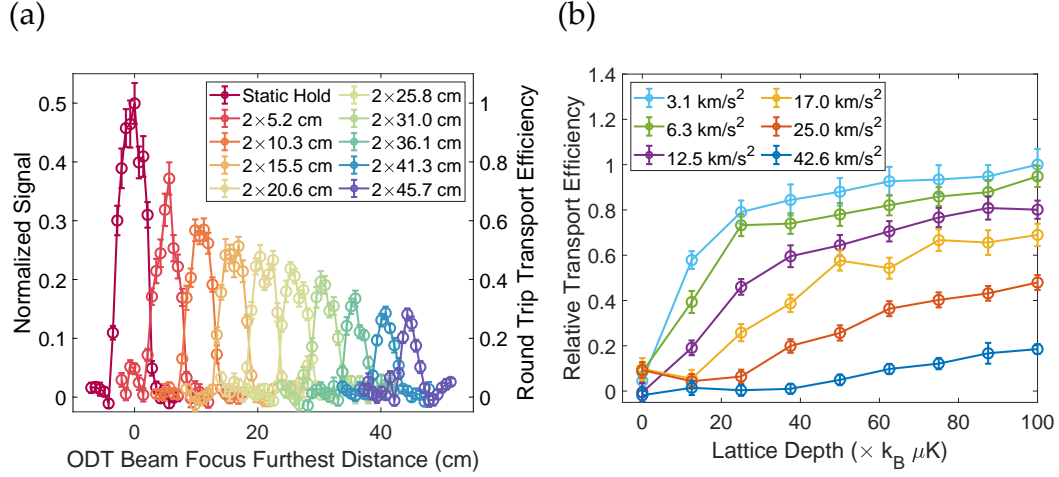 (a)
(b)
Normalized Signal
0.5
0.4
0.3
0.2
0.1
0
Static Hold
2×5.2 cm
2×10.3 cm
2×15.5 cm
2×20.6 cm
2×25.8 cm
2×31.0 cm
2×36.1 cm
2×41.3 cm
2×45.7 cm
1
0.8
0.6
0.4
0.2
0
Round Trip Transport Efficiency
0
20
40
ODT Beam Focus Furthest Distance (cm)
Relative Transport Efficiency
1.4
1.2
1
0.8
0.6
0.4
0.2
0
3.1 km/s²
6.3 km/s²
12.5 km/s²
17.0 km/s²
25.0 km/s²
42.6 km/s²
0
20
40
60
80
100
Lattice Depth (× k_B μK)